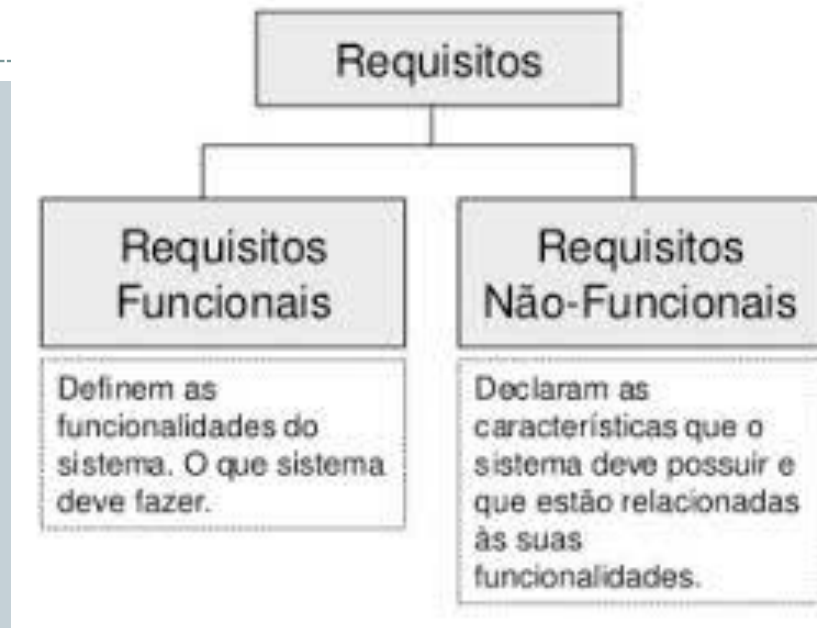 Requisitos
Requisitos
Funcionais
Definem as
funcionalidades do
sistema. O que sistema
deve fazer.
Requisitos
Não-Funcionais
Declaram as
características que o
sistema deve possuir e
que estão relacionadas
às suas
funcionalidades.